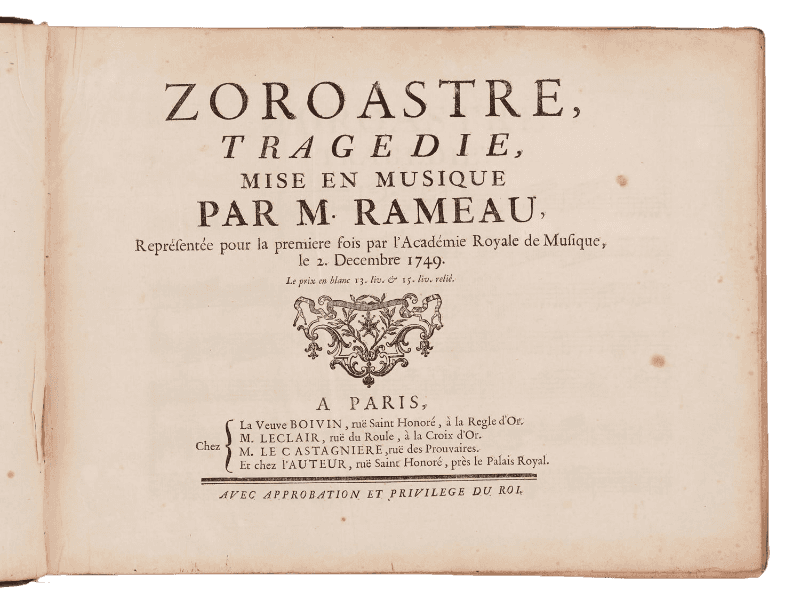 ZOROASTRE,
TRAGEDIE,
MISE EN MUSIQUE
PAR M. RAMEAU,
Repréſentée pour la premiere fois par l'Académie Royale de Muſique,
le 2. Decembre 1749.
Le prix en blanc 13. liv. & 15. liv. relié.
A PARIS,
Chez
La Veuve BOIVIN, ruë Saint Honoré, à la Regle d'Or.
M. LECLAIR, ruë du Roule, à la Croix d'Or.
M. LE CASTAGNIERE, ruë des Prouvaires.
Et chez l'AUTEUR, ruë Saint Honoré, près le Palais Royal.
AVEC APPROBATION ET PRIVILEGE DU ROI.